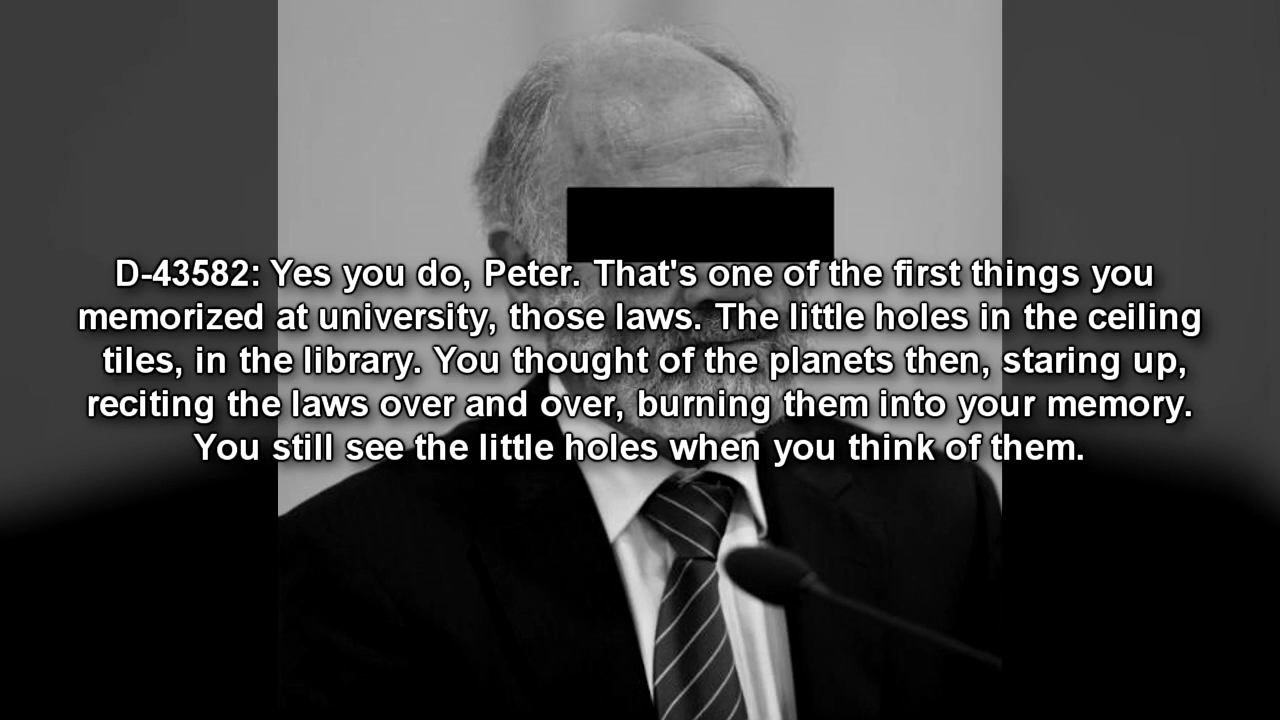 D-43582: Yes you do, Peter. That's one of the first things you
memorized at university, those laws. The little holes in the ceiling
tiles, in the library. You thought of the planets then, staring up,
reciting the laws over and over, burning them into your memory.
You still see the little holes when you think of them.